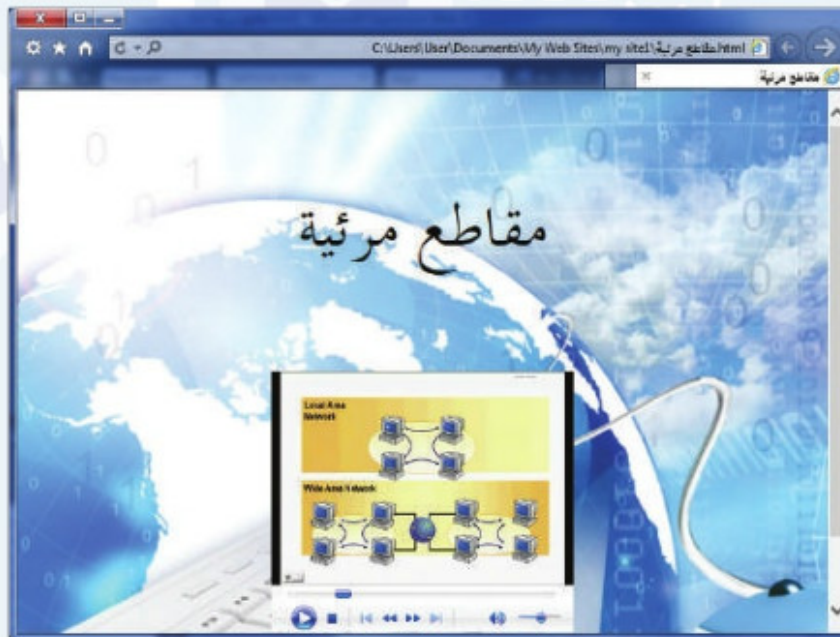 C:\Users\User\Documents\My Web Sites\my site1\مقاطع مرئية.html
مقاطع مرئية
مقاطع مرئية
Local Area
Network
Wide Area Network